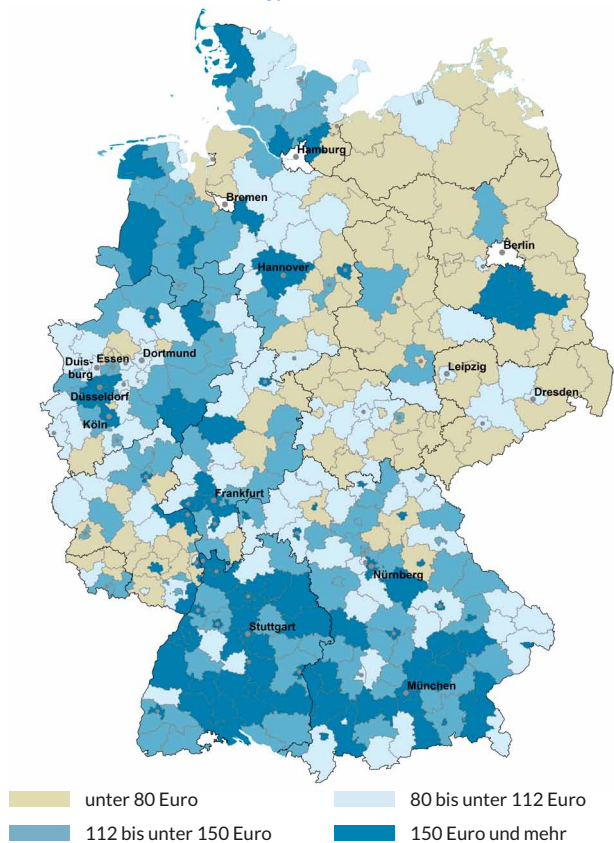 Hamburg
Bremen
Berlin
Hannover
Duis-
burg
Essen
Dortmund
Leipzig
Düsseldorf
Dresden
Köln
Frankfurt
Nürnberg
Stuttgart
München
unter 80 Euro
80 bis unter 112 Euro
112 bis unter 150 Euro
150 Euro und mehr